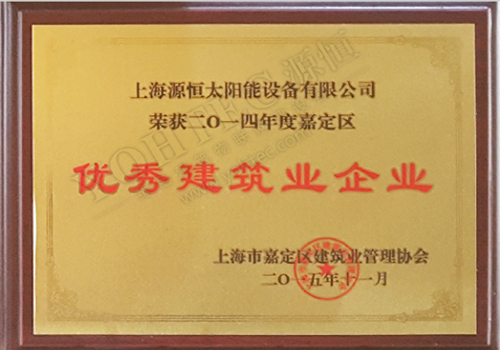 上海源恒太阳能设备有限公司
荣获二O一四年度嘉定区
优秀建筑业企业
上海市嘉定区建筑业管理协会
二O一五年十一月